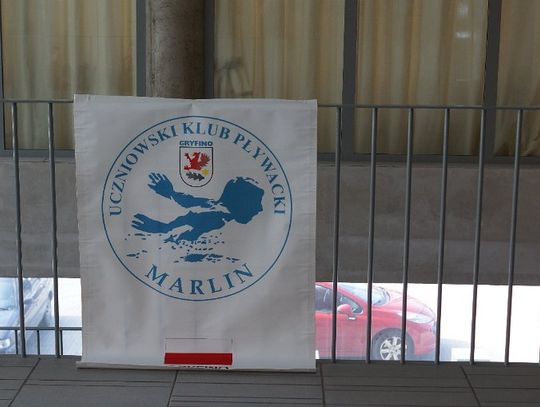 UCZNIOWSKI KLUB PŁYWACKI
GRYFINO
MARLIN